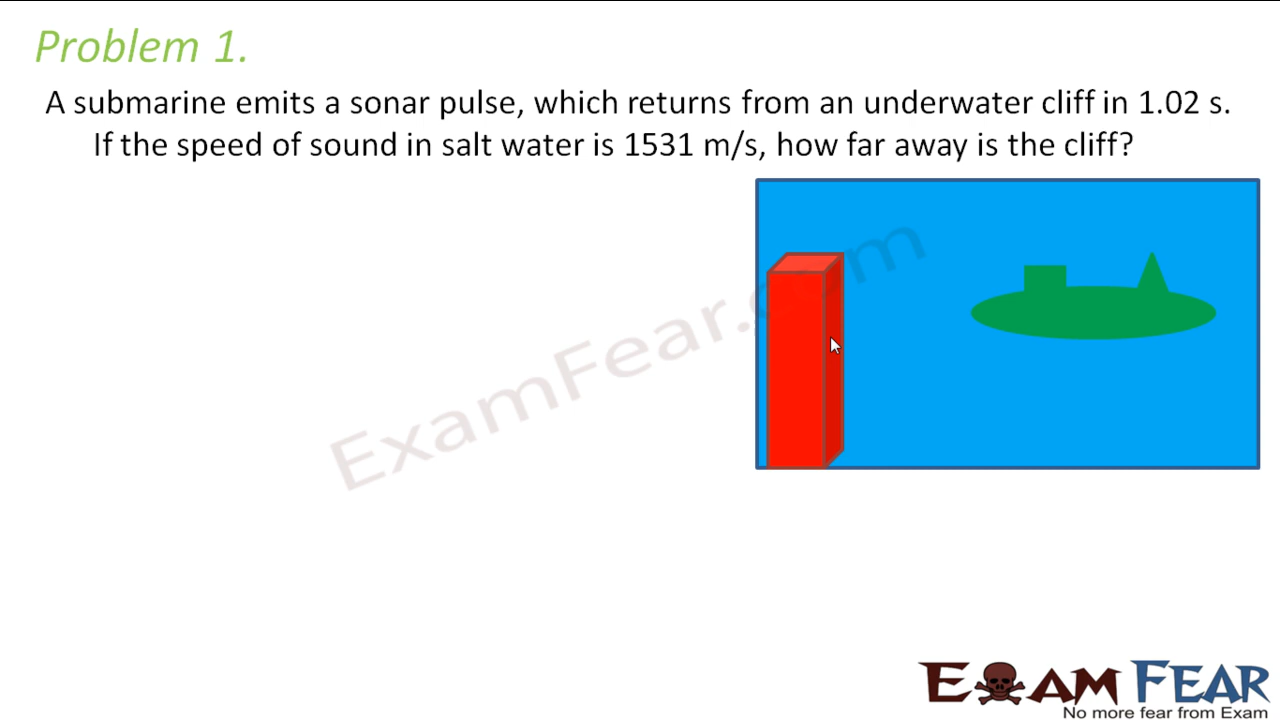 Problem 1.
A submarine emits a sonar pulse, which returns from an underwater cliff in 1.02 s.
If the speed of sound in salt water is 1531 m/s, how far away is the cliff?
ExamFear.com
EXAM FEAR
No more fear from Exam